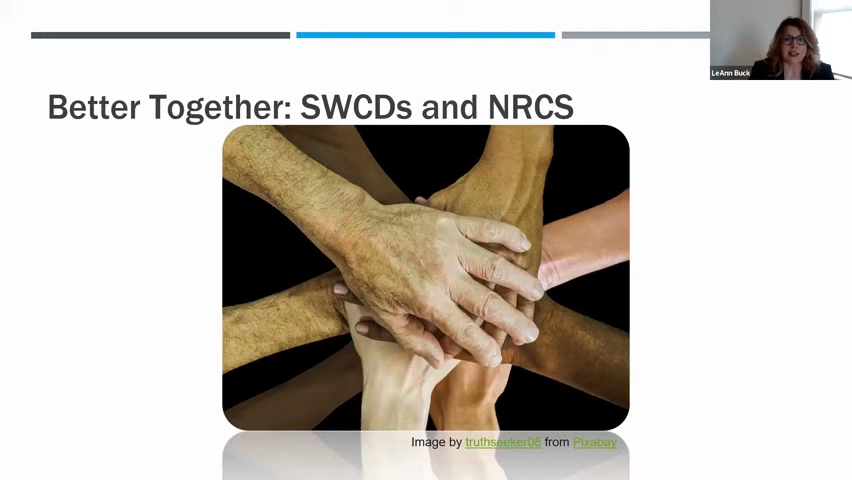 LeAnn Buck
Better Together: SWCDs and NRCS
Image by truthseeker08 from Pixabay